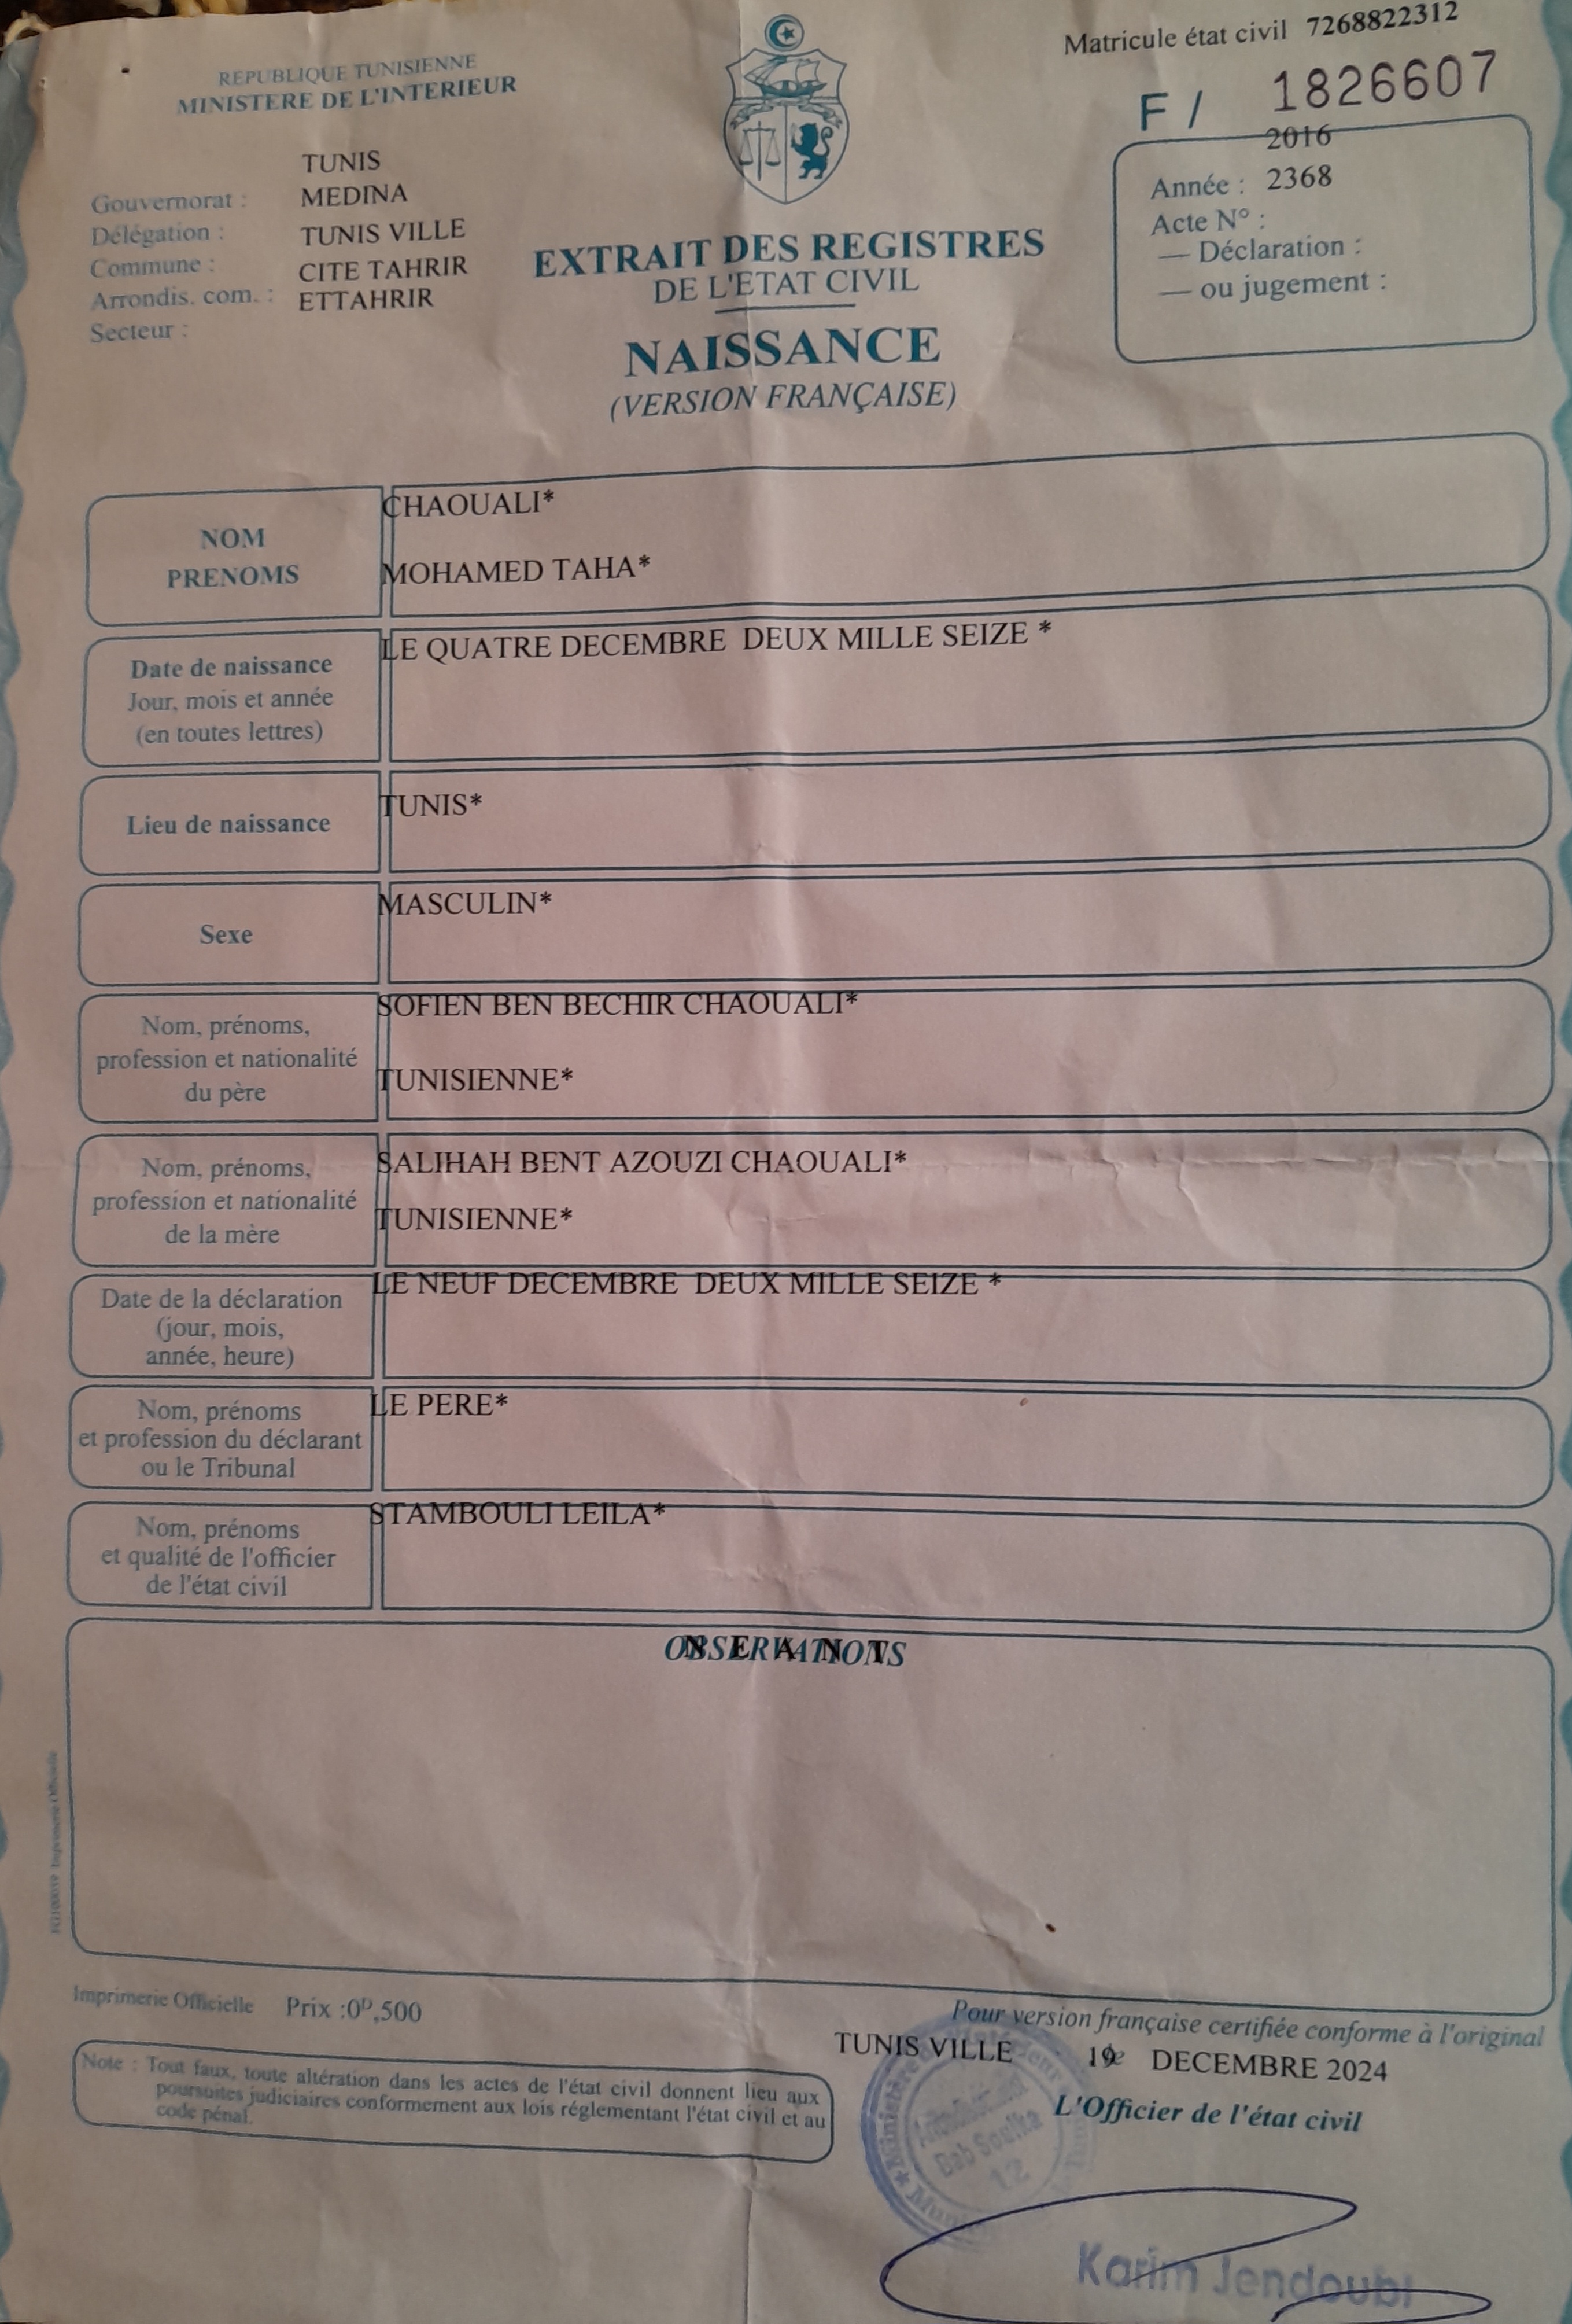 REPUBLIQUE TUNISIENNE
MINISTERE DE L'INTERIEUR
Matricule état civil 7268822312
F / 1826607
TUNIS
Gouvernorat : MEDINA
Délégation : TUNIS VILLE
Commune : CITE TAHRIR
Arrondis. com. : ETTAHRIR
Secteur :
2016
Année : 2368
Acte N° :
— Déclaration :
— ou jugement :
EXTRAIT DES REGISTRES
DE L'ETAT CIVIL
NAISSANCE
(VERSION FRANÇAISE)
NOM
PRENOMS
CHAOUALI*
MOHAMED TAHA*
Date de naissance
Jour, mois et année
(en toutes lettres)
LE QUATRE DECEMBRE DEUX MILLE SEIZE *
Lieu de naissance
TUNIS*
Sexe
MASCULIN*
Nom, prénoms,
profession et nationalité
du père
SOFIEN BEN BECHIR CHAOUALI*
TUNISIENNE*
Nom, prénoms,
profession et nationalité
de la mère
SALIHAH BENT AZOUZI CHAOUALI*
TUNISIENNE*
Date de la déclaration
(jour, mois,
année, heure)
LE NEUF DECEMBRE DEUX MILLE SEIZE *
Nom, prénoms
et profession du déclarant
ou le Tribunal
LE PERE*
Nom, prénoms
et qualité de l'officier
de l'état civil
STAMBOULI LEILA*
OBSERVATIONS
N E A N T
Imprimerie Officielle Prix :0ᴰ,500
Note : Tout faux, toute altération dans les actes de l'état civil donnent lieu aux
poursuites judiciaires conformement aux lois réglementant l'état civil et au
code pénal.
Pour version française certifiée conforme à l'original
TUNIS VILLE le DECEMBRE 2024
L'Officier de l'état civil
Bab Souika
12
Karim Jendoubi